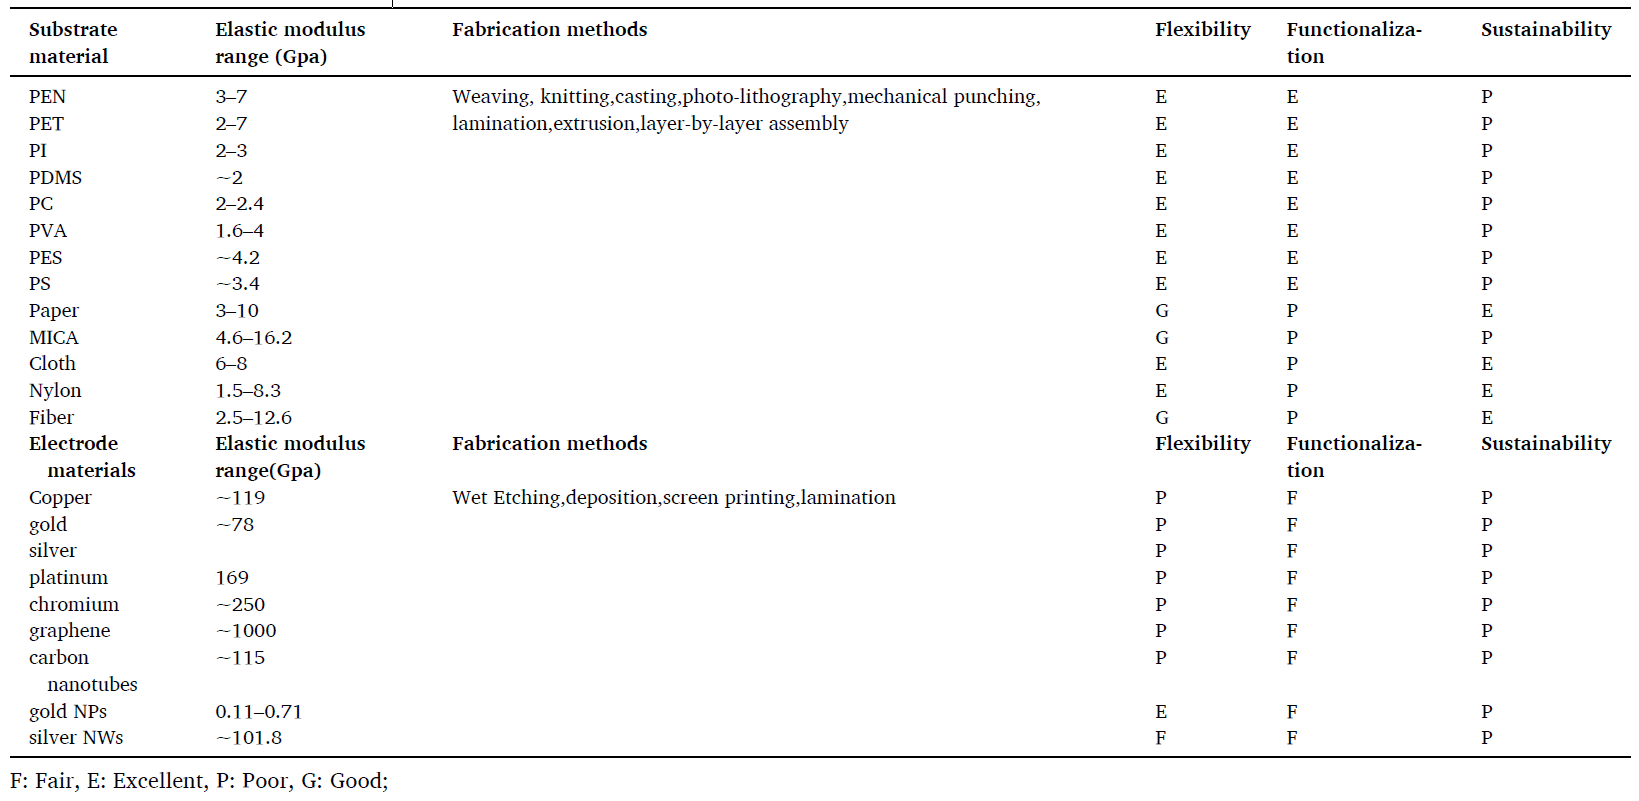 Substrate material Elastic modulus range (Gpa) Fabrication methods Flexibility Functionaliza-tion Sustainability
PEN 3–7 Weaving, knitting,casting,photo-lithography,mechanical punching, E E P
PET 2–7 lamination,extrusion,layer-by-layer assembly E E P
PI 2–3 E E P
PDMS ~2 E E P
PC 2–2.4 E E P
PVA 1.6–4 E E P
PES ~4.2 E E P
PS ~3.4 E E P
Paper 3–10 G P E
MICA 4.6–16.2 G P P
Cloth 6–8 E P E
Nylon 1.5–8.3 E P E
Fiber 2.5–12.6 G P E
Electrode materials Elastic modulus range(Gpa) Fabrication methods Flexibility Functionaliza-tion Sustainability
Copper ~119 Wet Etching,deposition,screen printing,lamination P F P
gold ~78 P F P
silver P F P
platinum 169 P F P
chromium ~250 P F P
graphene ~1000 P F P
carbon nanotubes ~115 P F P
gold NPs 0.11–0.71 E F P
silver NWs ~101.8 F F P
F: Fair, E: Excellent, P: Poor, G: Good;